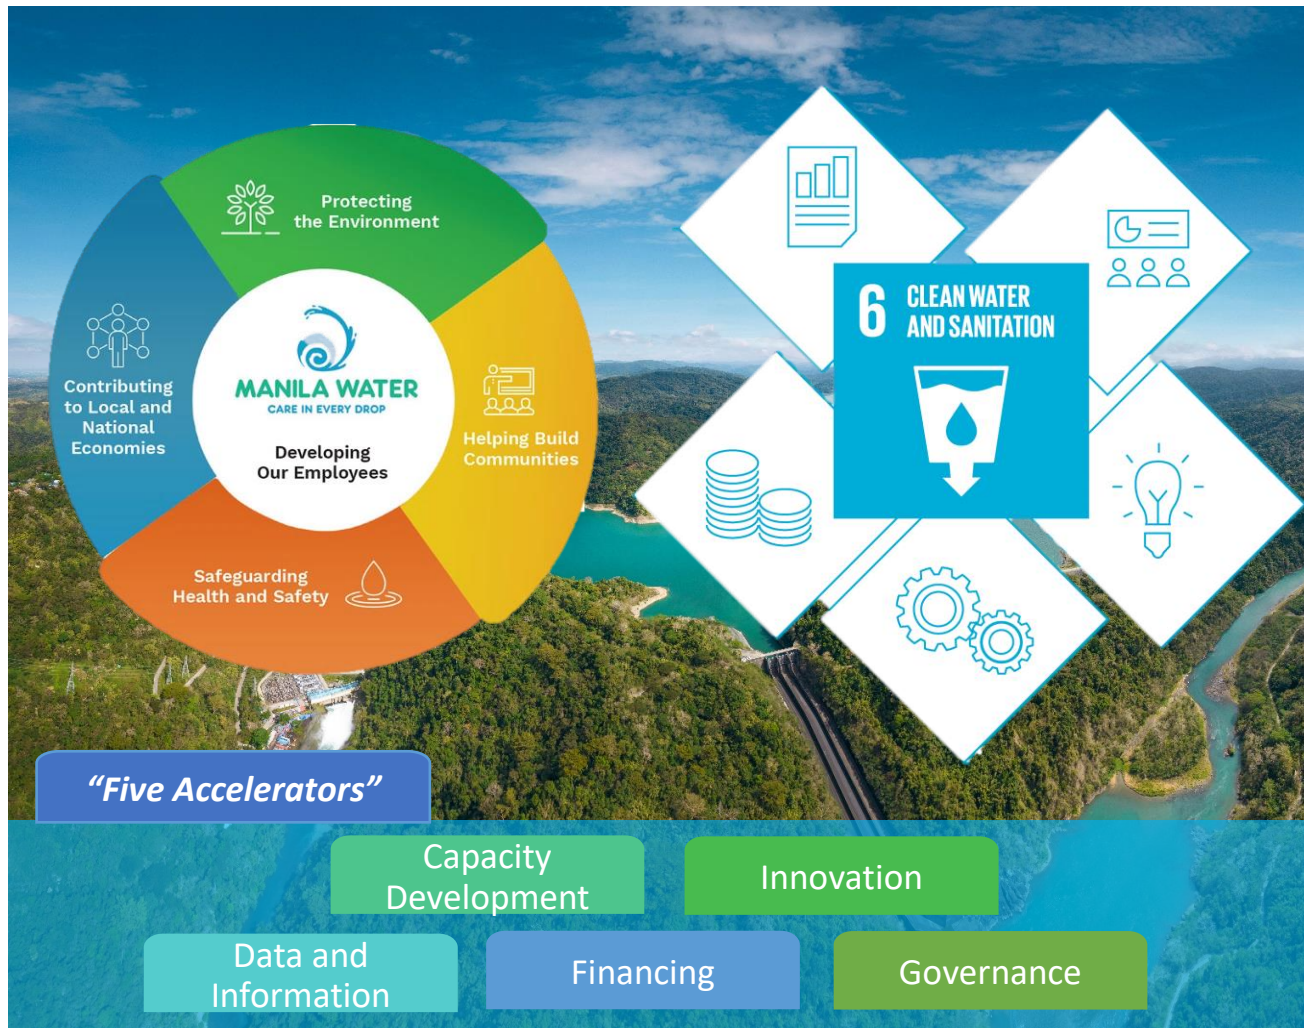 Protecting
the Environment
Contributing
to Local and
National
Economies
MANILA WATER
CARE IN EVERY DROP
Developing
Our Employees
Helping Build
Communities
Safeguarding
Health and Safety
6 CLEAN WATER
AND SANITATION
“Five Accelerators”
Capacity
Development
Innovation
Data and
Information
Financing
Governance